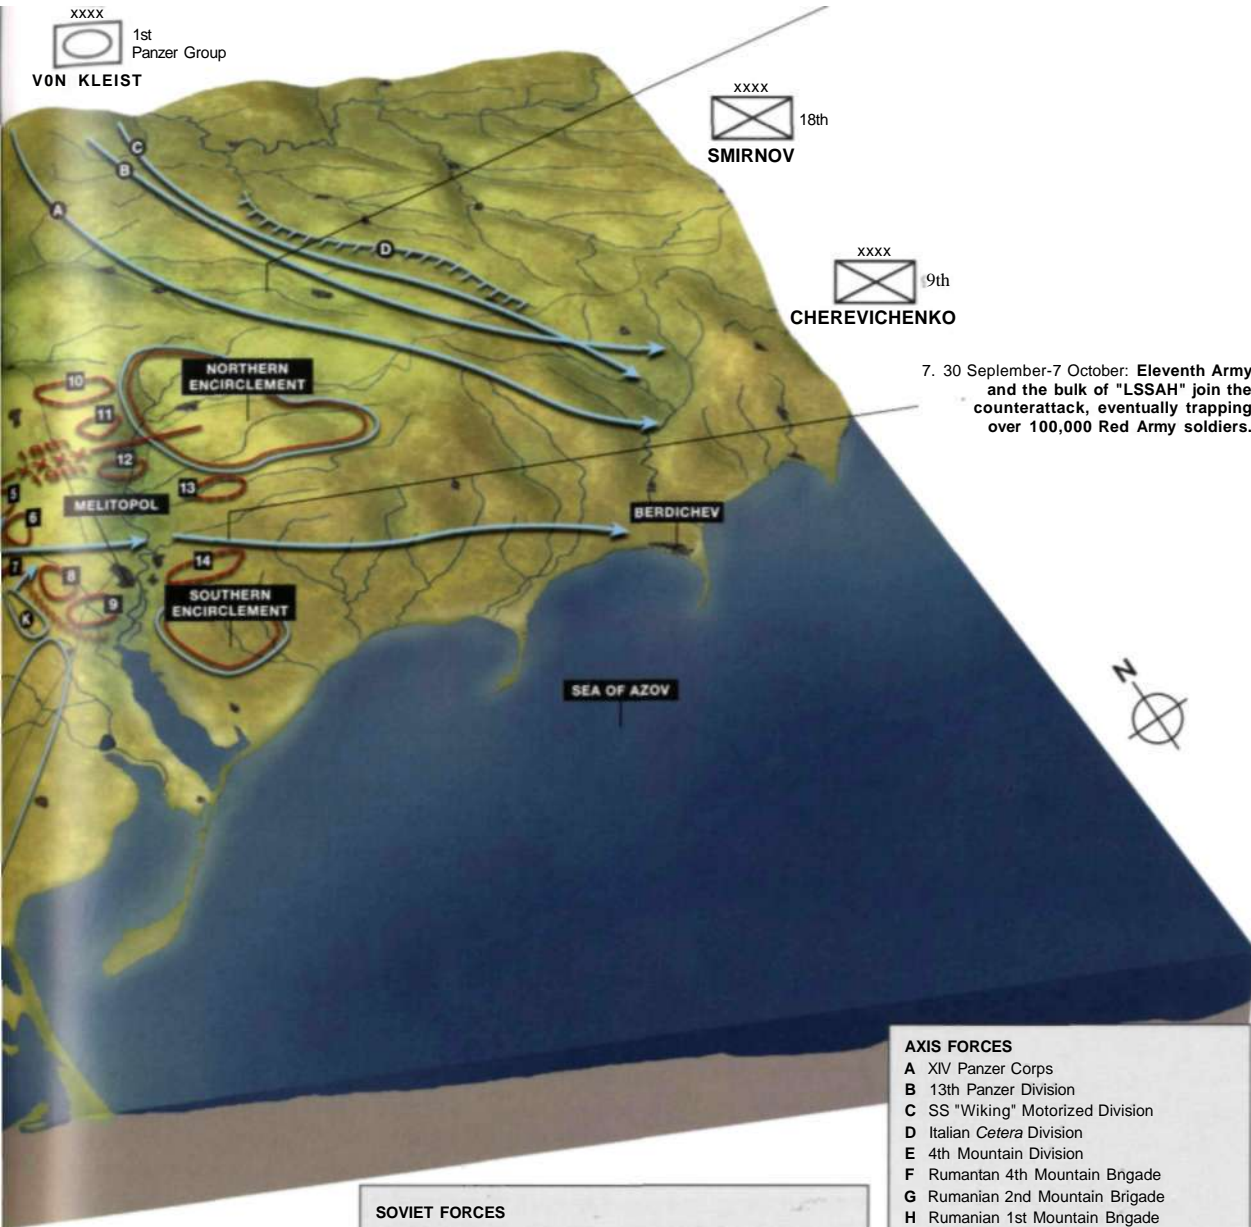 xxxx
1st
Panzer Group
V0N KLEIST
xxxx
18th
SMIRNOV
xxxx
9th
CHEREVICHENKO
7. 30 Seplember-7 October: Eleventh Army
and the bulk of "LSSAH" join the
counterattack, eventually trapping
over 100,000 Red Army soldiers.
C
B
A
D
NORTHERN
ENCIRCLEMENT
10
11
18th
XXXX
12
13
5
MELITOPOL
6
BERDICHEV
7
14
8
SOUTHERN
ENCIRCLEMENT
9
K
SEA OF AZOV
N
AXIS FORCES
A XIV Panzer Corps
B 13th Panzer Division
C SS "Wiking" Motorized Division
D Italian Cetera Division
E 4th Mountain Division
F Rumantan 4th Mountain Bngade
G Rumanian 2nd Mountain Brigade
H Rumanian 1st Mountain Bngade
SOVIET FORCES